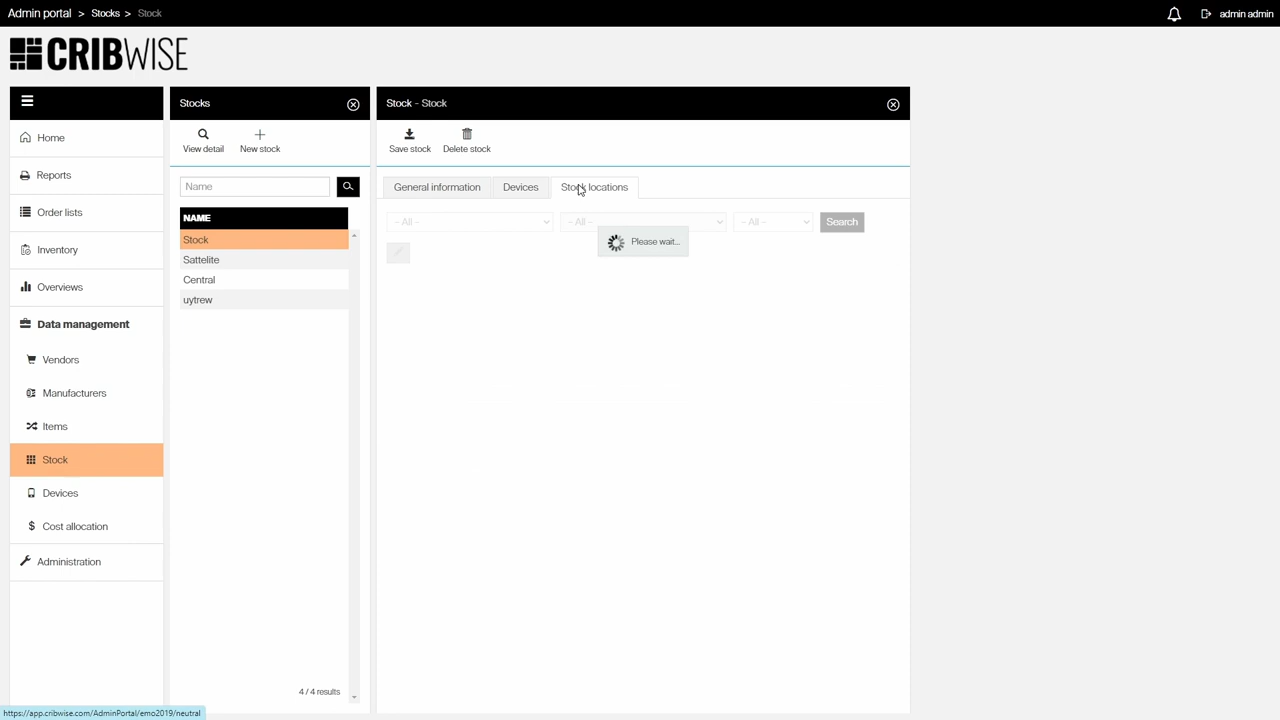 Admin portal > Stocks > Stock
admin admin
CRIBWISE
Stocks
Stock - Stock
View detail
New stock
Save stock
Delete stock
Home
Reports
Order lists
Inventory
Overviews
Data management
Vendors
Manufacturers
Items
Stock
Devices
Cost allocation
Administration
Name
NAME
Stock
Sattelite
Central
uytrew
4 / 4 results
General information
Devices
Stock locations
-- All --
-- All --
-- All --
Search
Please wait...
https://app.cribwise.com/AdminPortal/emo2019/neutral